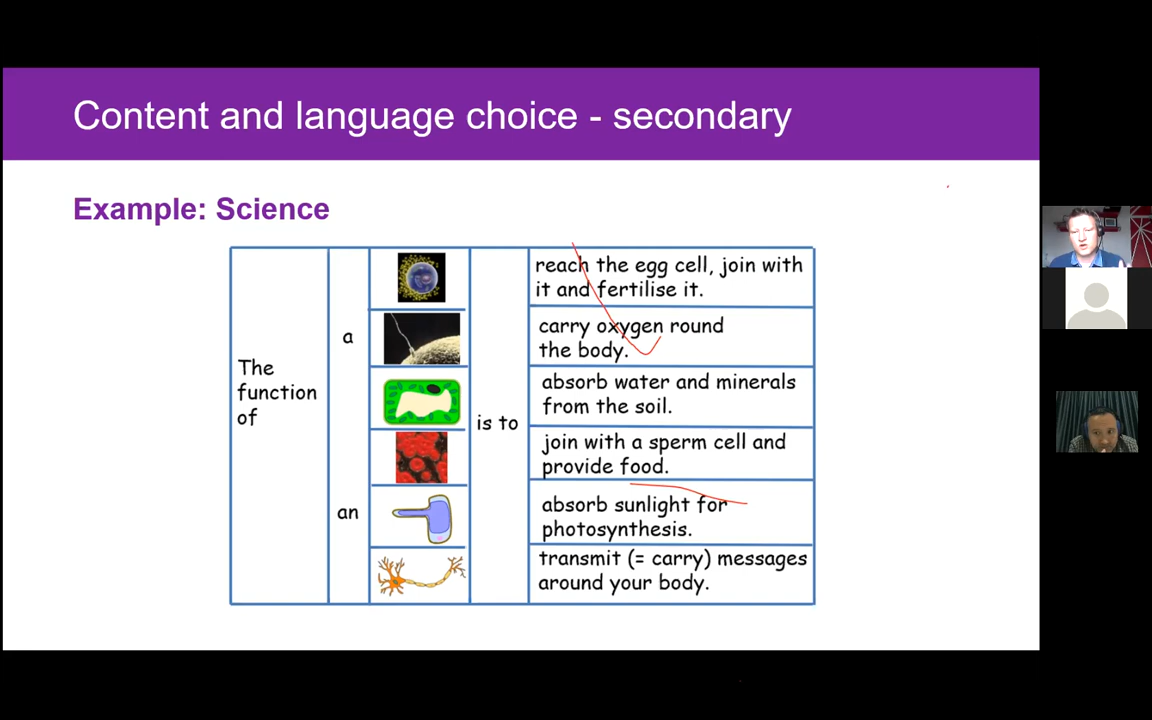 Content and language choice - secondary
Example: Science
The
function
of
a
an
is to
reach the egg cell, join with
it and fertilise it.
carry oxygen round
the body.
absorb water and minerals
from the soil.
join with a sperm cell and
provide food.
absorb sunlight for
photosynthesis.
transmit (= carry) messages
around your body.